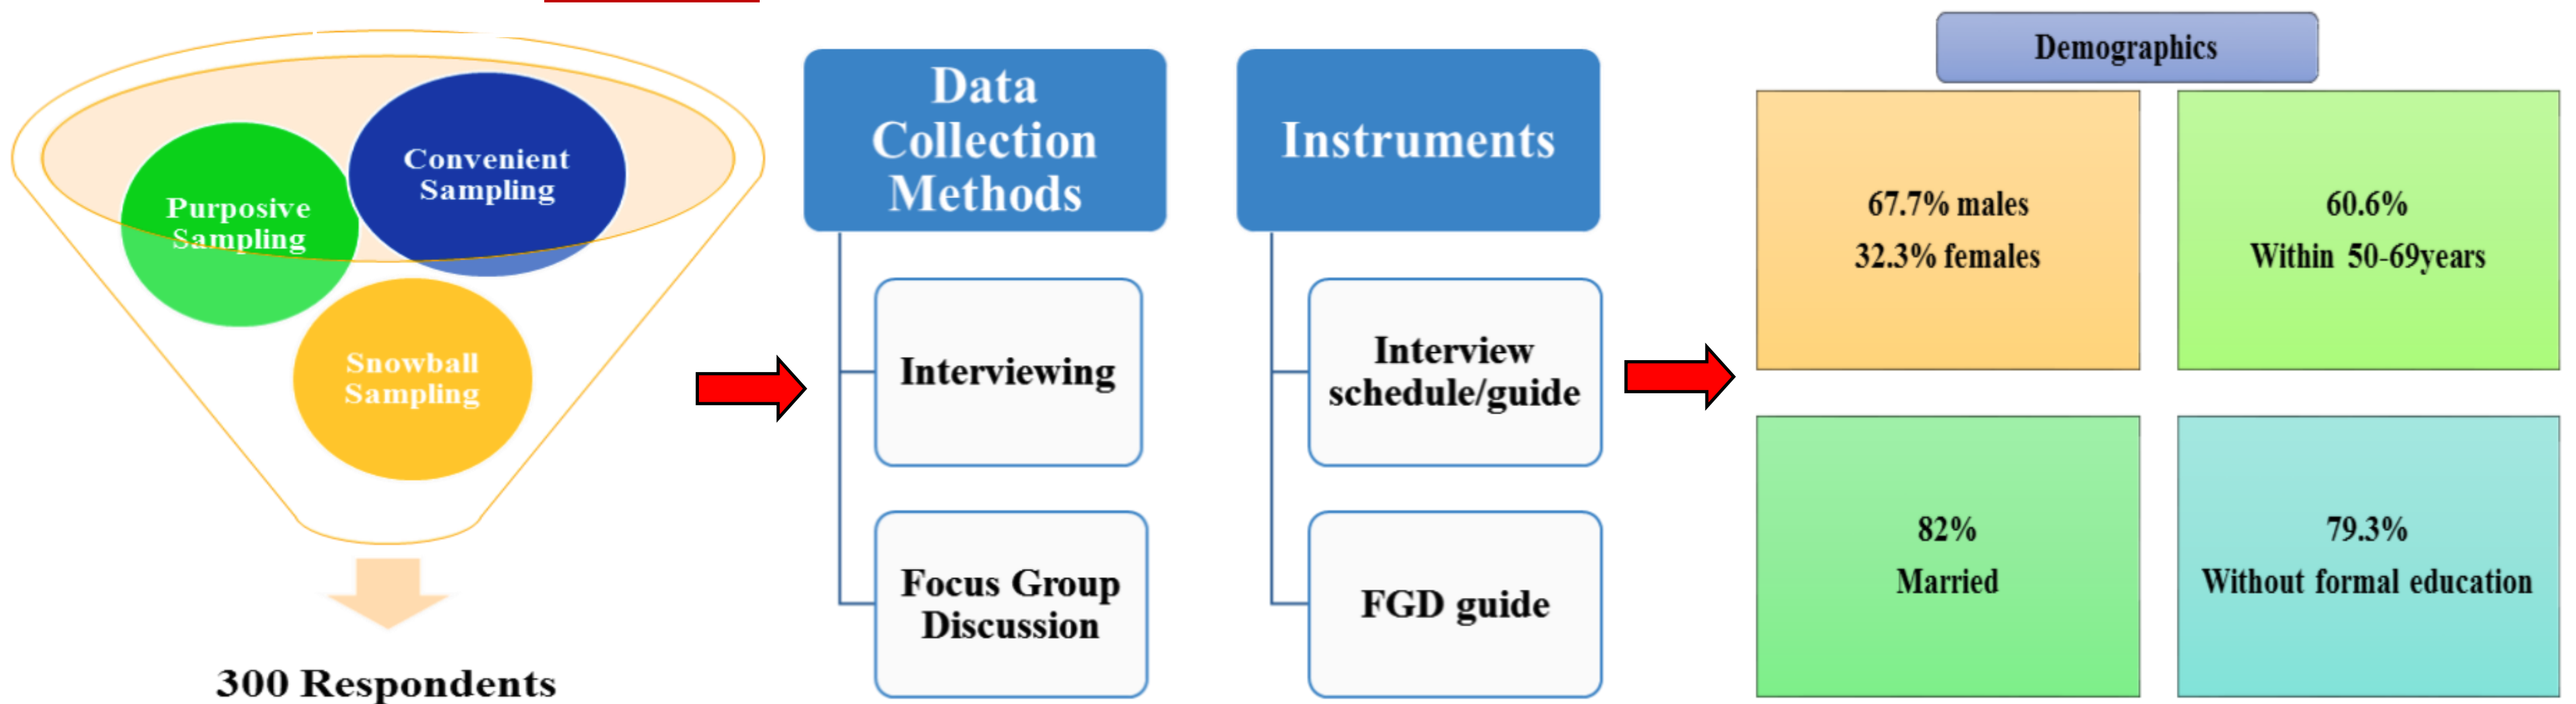 Purposive
Sampling
Convenient
Sampling
Snowball
Sampling
300 Respondents
Data
Collection
Methods
Interviewing
Focus Group
Discussion
Instruments
Interview
schedule/guide
FGD guide
Demographics
67.7% males
32.3% females
60.6%
Within 50-69years
82%
Married
79.3%
Without formal education